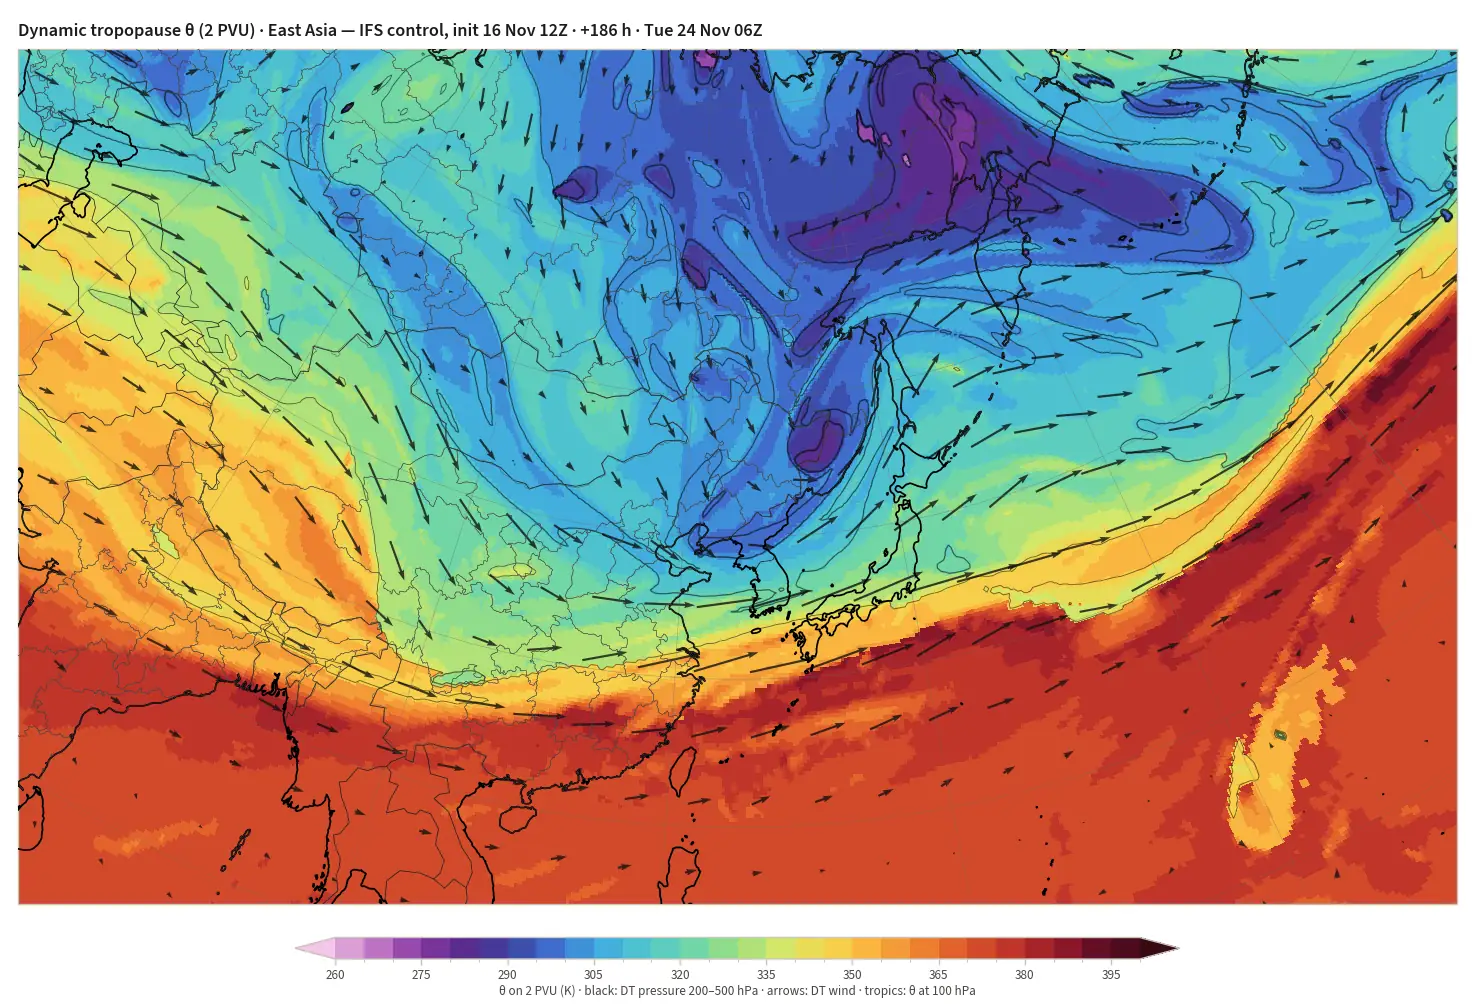 Dynamic tropopause θ (2 PVU) · East Asia — IFS control, init 16 Nov 12Z · +186 h · Tue 24 Nov 06Z
260 275 290 305 320 335 350 365 380 395
θ on 2 PVU (K) · black: DT pressure 200–500 hPa · arrows: DT wind · tropics: θ at 100 hPa